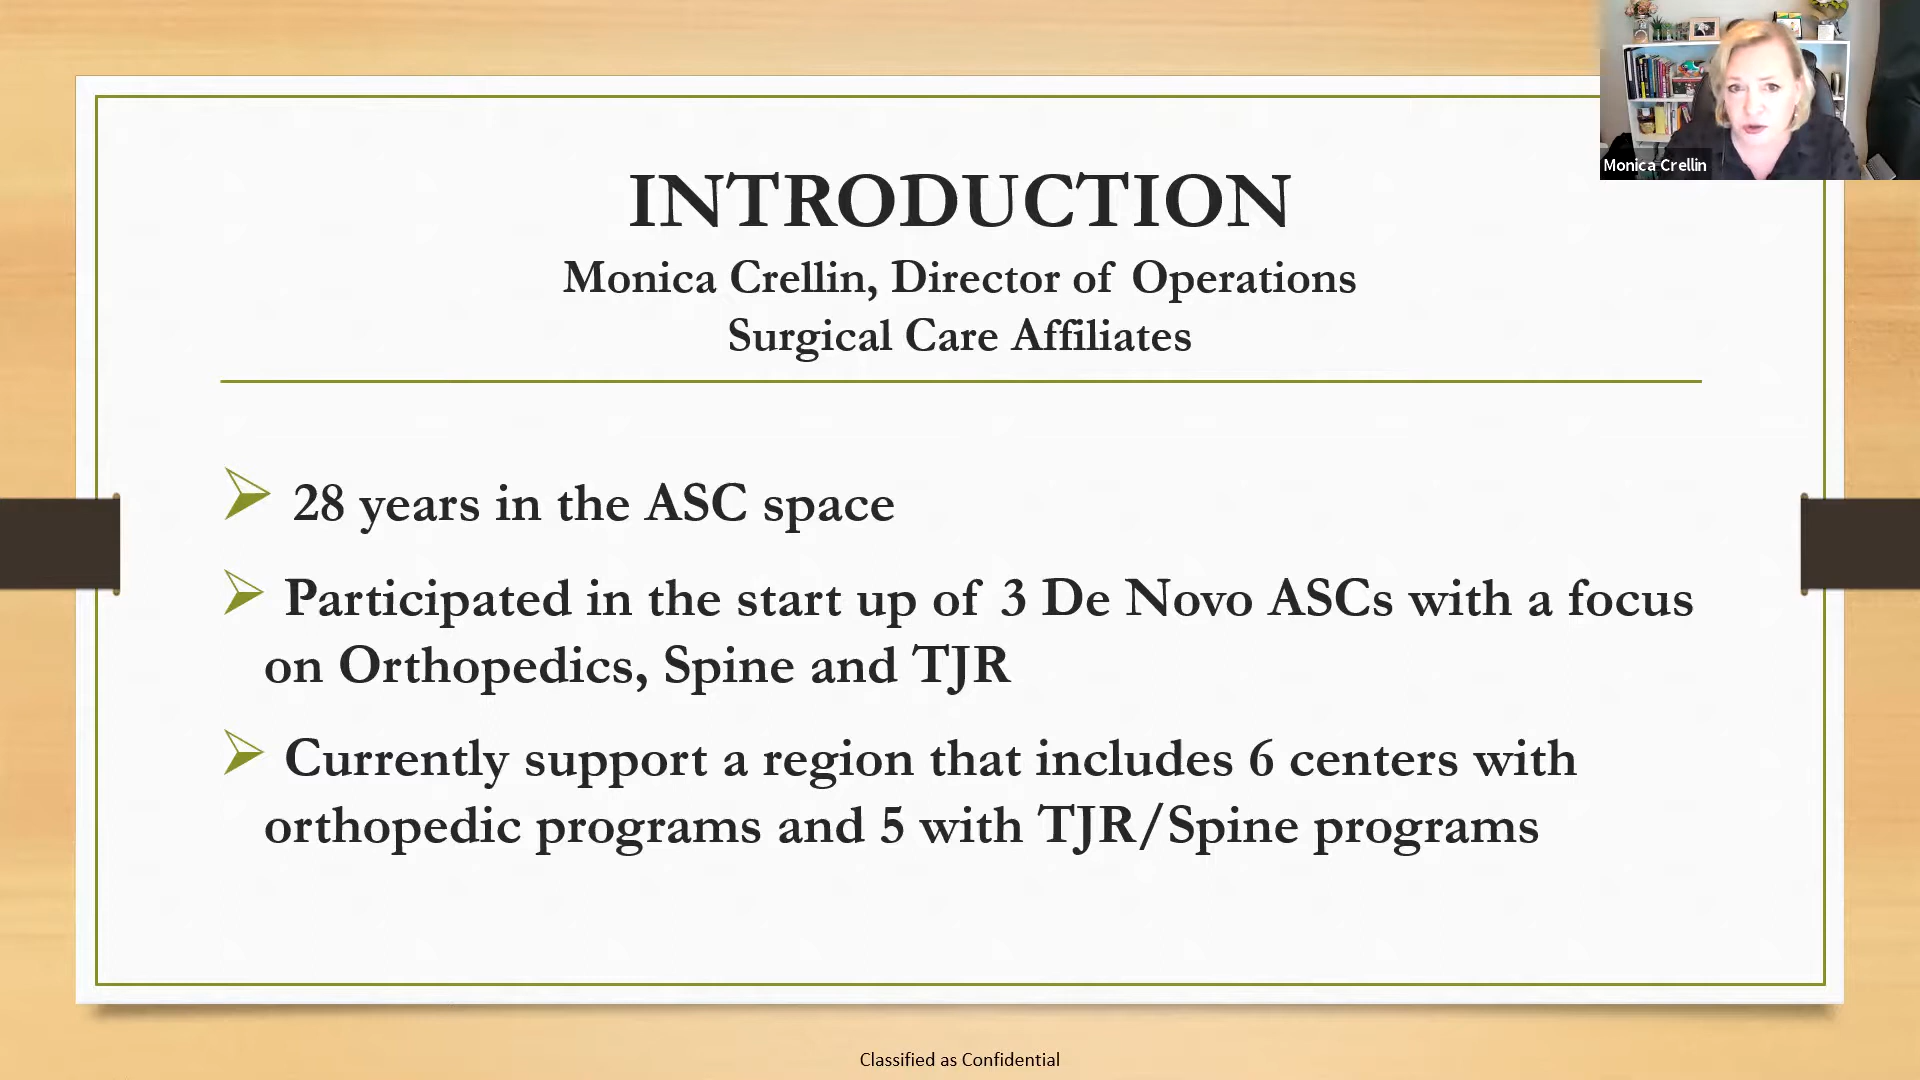 Monica Crellin
INTRODUCTION
Monica Crellin, Director of Operations
Surgical Care Affiliates
28 years in the ASC space
Participated in the start up of 3 De Novo ASCs with a focus
on Orthopedics, Spine and TJR
Currently support a region that includes 6 centers with
orthopedic programs and 5 with TJR/Spine programs
Classified as Confidential